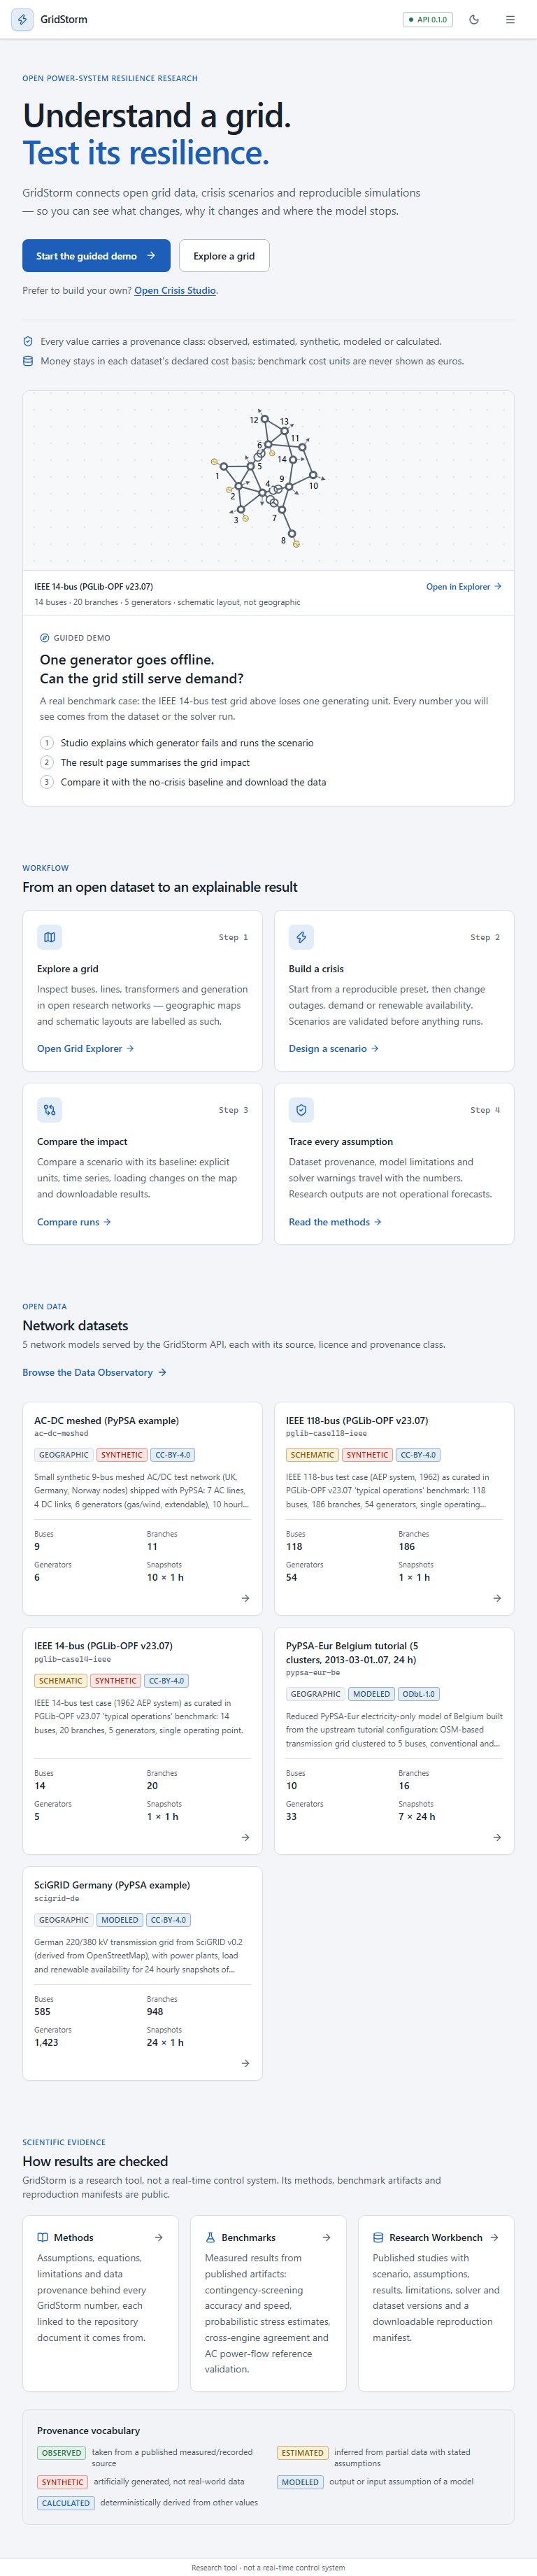 GridStorm
API 0.1.0
OPEN POWER-SYSTEM RESILIENCE RESEARCH
Understand a grid.
Test its resilience.
GridStorm connects open grid data, crisis scenarios and reproducible simulations
— so you can see what changes, why it changes and where the model stops.
Start the guided demo
Explore a grid
Prefer to build your own? Open Crisis Studio.
Every value carries a provenance class: observed, estimated, synthetic, modeled or calculated.
Money stays in each dataset's declared cost basis; benchmark cost units are never shown as euros.
12
13
11
6
14
5
1
9
4
10
2
3
7
8
IEEE 14-bus (PGLib-OPF v23.07)
Open in Explorer
14 buses · 20 branches · 5 generators · schematic layout, not geographic
GUIDED DEMO
One generator goes offline.
Can the grid still serve demand?
A real benchmark case: the IEEE 14-bus test grid above loses one generating unit. Every number you will
see comes from the dataset or the solver run.
1 Studio explains which generator fails and runs the scenario
2 The result page summarises the grid impact
3 Compare it with the no-crisis baseline and download the data
WORKFLOW
From an open dataset to an explainable result
Step 1
Explore a grid
Inspect buses, lines, transformers and generation
in open research networks — geographic maps
and schematic layouts are labelled as such.
Open Grid Explorer
Step 2
Build a crisis
Start from a reproducible preset, then change
outages, demand or renewable availability.
Scenarios are validated before anything runs.
Design a scenario
Step 3
Compare the impact
Compare a scenario with its baseline: explicit
units, time series, loading changes on the map
and downloadable results.
Compare runs
Step 4
Trace every assumption
Dataset provenance, model limitations and
solver warnings travel with the numbers.
Research outputs are not operational forecasts.
Read the methods
OPEN DATA
Network datasets
5 network models served by the GridStorm API, each with its source, licence and provenance class.
Browse the Data Observatory
AC-DC meshed (PyPSA example)
ac-dc-meshed
GEOGRAPHIC SYNTHETIC CC-BY-4.0
Small synthetic 9-bus meshed AC/DC test network (UK,
Germany, Norway nodes) shipped with PyPSA: 7 AC lines,
4 DC links, 6 generators (gas/wind, extendable), 10 hourl...
Buses
9
Branches
11
Generators
6
Snapshots
10 × 1 h
IEEE 118-bus (PGLib-OPF v23.07)
pglib-case118-ieee
SCHEMATIC SYNTHETIC CC-BY-4.0
IEEE 118-bus test case (AEP system, 1962) as curated in
PGLib-OPF v23.07 'typical operations' benchmark: 118
buses, 186 branches, 54 generators, single operating...
Buses
118
Branches
186
Generators
54
Snapshots
1 × 1 h
IEEE 14-bus (PGLib-OPF v23.07)
pglib-case14-ieee
SCHEMATIC SYNTHETIC CC-BY-4.0
IEEE 14-bus test case (1962 AEP system) as curated in
PGLib-OPF v23.07 'typical operations' benchmark: 14
buses, 20 branches, 5 generators, single operating point.
Buses
14
Branches
20
Generators
5
Snapshots
1 × 1 h
PyPSA-Eur Belgium tutorial (5
clusters, 2013-03-01..07, 24 h)
pypsa-eur-be
GEOGRAPHIC MODELED ODbL-1.0
Reduced PyPSA-Eur electricity-only model of Belgium built
from the upstream tutorial configuration: OSM-based
transmission grid clustered to 5 buses, conventional and...
Buses
10
Branches
16
Generators
33
Snapshots
7 × 24 h
SciGRID Germany (PyPSA example)
scigrid-de
GEOGRAPHIC MODELED CC-BY-4.0
German 220/380 kV transmission grid from SciGRID v0.2
(derived from OpenStreetMap), with power plants, load
and renewable availability for 24 hourly snapshots of...
Buses
585
Branches
948
Generators
1,423
Snapshots
24 × 1 h
SCIENTIFIC EVIDENCE
How results are checked
GridStorm is a research tool, not a real-time control system. Its methods, benchmark artifacts and
reproduction manifests are public.
Methods
Assumptions, equations,
limitations and data
provenance behind every
GridStorm number, each
linked to the repository
document it comes from.
Benchmarks
Measured results from
published artifacts:
contingency-screening
accuracy and speed,
probabilistic stress estimates,
cross-engine agreement and
AC power-flow reference
validation.
Research Workbench
Published studies with
scenario, assumptions,
results, limitations, solver and
dataset versions and a
downloadable reproduction
manifest.
Provenance vocabulary
OBSERVED taken from a published measured/recorded
source
ESTIMATED inferred from partial data with stated
assumptions
SYNTHETIC artificially generated, not real-world data
MODELED output or input assumption of a model
CALCULATED deterministically derived from other values
Research tool · not a real-time control system